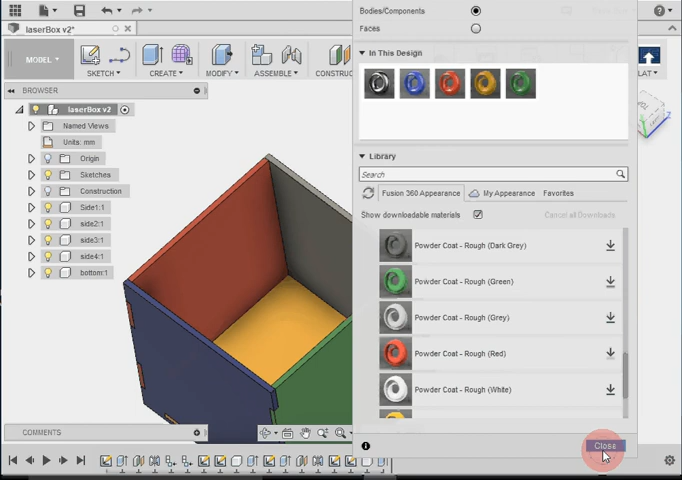 laserBox v2*
MODEL
SKETCH
CREATE
MODIFY
ASSEMBLE
BROWSER
laserBox v2
Named Views
Units: mm
Origin
Sketches
Construction
Side1:1
side2:1
side3:1
side4:1
bottom:1
COMMENTS
Bodies/Components
Faces
In This Design
Library
Search
Fusion 360 Appearance
My Appearance
Favorites
Show downloadable materials
Cancel all Downloads
Powder Coat - Rough (Dark Grey)
Powder Coat - Rough (Green)
Powder Coat - Rough (Grey)
Powder Coat - Rough (Red)
Powder Coat - Rough (White)
Close